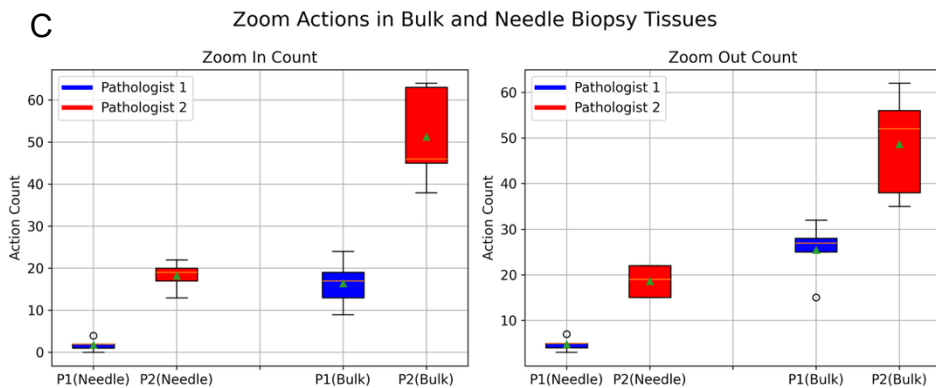 C
Zoom Actions in Bulk and Needle Biopsy Tissues
Zoom In Count
Pathologist 1
Pathologist 2
Action Count
60
50
40
30
20
10
0
P1(Needle) P2(Needle) P1(Bulk) P2(Bulk)
Zoom Out Count
Pathologist 1
Pathologist 2
Action Count
60
50
40
30
20
10
P1(Needle) P2(Needle) P1(Bulk) P2(Bulk)